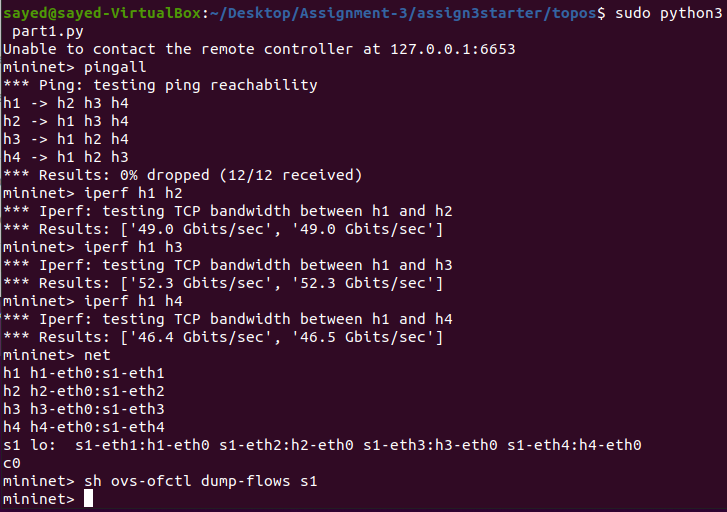 sayed@sayed-VirtualBox:~/Desktop/Assignment-3/assign3starter/topos$ sudo python3
 part1.py
Unable to contact the remote controller at 127.0.0.1:6653
mininet> pingall
*** Ping: testing ping reachability
h1 -> h2 h3 h4
h2 -> h1 h3 h4
h3 -> h1 h2 h4
h4 -> h1 h2 h3
*** Results: 0% dropped (12/12 received)
mininet> iperf h1 h2
*** Iperf: testing TCP bandwidth between h1 and h2
*** Results: ['49.0 Gbits/sec', '49.0 Gbits/sec']
mininet> iperf h1 h3
*** Iperf: testing TCP bandwidth between h1 and h3
*** Results: ['52.3 Gbits/sec', '52.3 Gbits/sec']
mininet> iperf h1 h4
*** Iperf: testing TCP bandwidth between h1 and h4
*** Results: ['46.4 Gbits/sec', '46.5 Gbits/sec']
mininet> net
h1 h1-eth0:s1-eth1
h2 h2-eth0:s1-eth2
h3 h3-eth0:s1-eth3
h4 h4-eth0:s1-eth4
s1 lo:  s1-eth1:h1-eth0 s1-eth2:h2-eth0 s1-eth3:h3-eth0 s1-eth4:h4-eth0
c0
mininet> sh ovs-ofctl dump-flows s1
mininet>